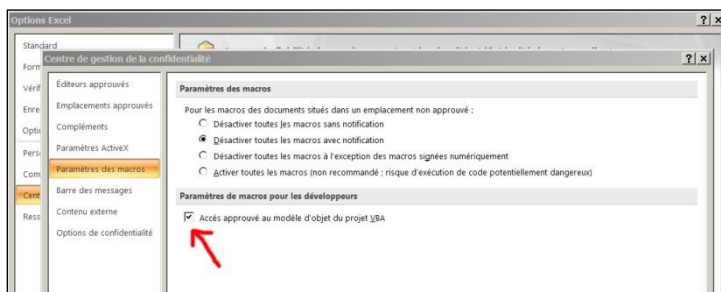 Options Excel
Standard
Centre de gestion de la confidentialité
Éditeurs approuvés
Emplacements approuvés
Compléments
Paramètres ActiveX
Paramètres des macros
Barre des messages
Contenu externe
Options de confidentialité
Paramètres des macros
Pour les macros des documents situés dans un emplacement non approuvé :
Désactiver toutes les macros sans notification
Désactiver toutes les macros avec notification
Désactiver toutes les macros à l'exception des macros signées numériquement
Activer toutes les macros (non recommandé ; risque d'exécution de code potentiellement dangereux)
Paramètres de macros pour les développeurs
Accès approuvé au modèle d'objet du projet VBA